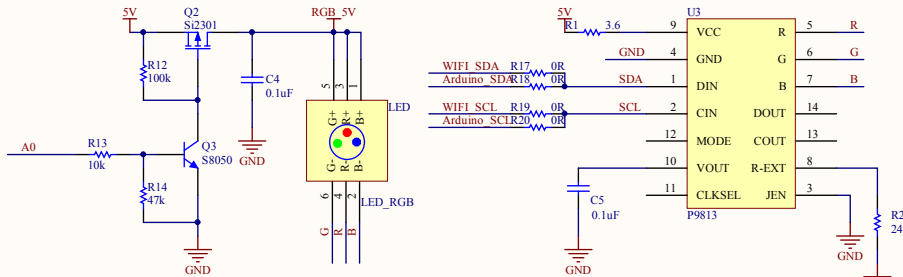 5V
Q2
Si2301
RGB 5V
R12
100k
C4
0.1uF
GND
A0
R13
10k
Q3
S8050
R14
47k
GND
5 3 1
G+ R+ B+
LED
G- R- B-
6 4 2
LED_RGB
G R B
5V
R1 3.6
GND
WIFI_SDA R17 0R
Arduino_SDA R18 0R
SDA
WIFI_SCL R19 0R
Arduino_SCL R20 0R
SCL
C5
0.1uF
GND
U3
9 VCC R 5 R
4 GND G 6 G
1 DIN B 7 B
2 CIN DOUT 14
12 MODE COUT 13
10 VOUT R-EXT 8
11 CLKSEL JEN 3
P9813
GND
R2
24